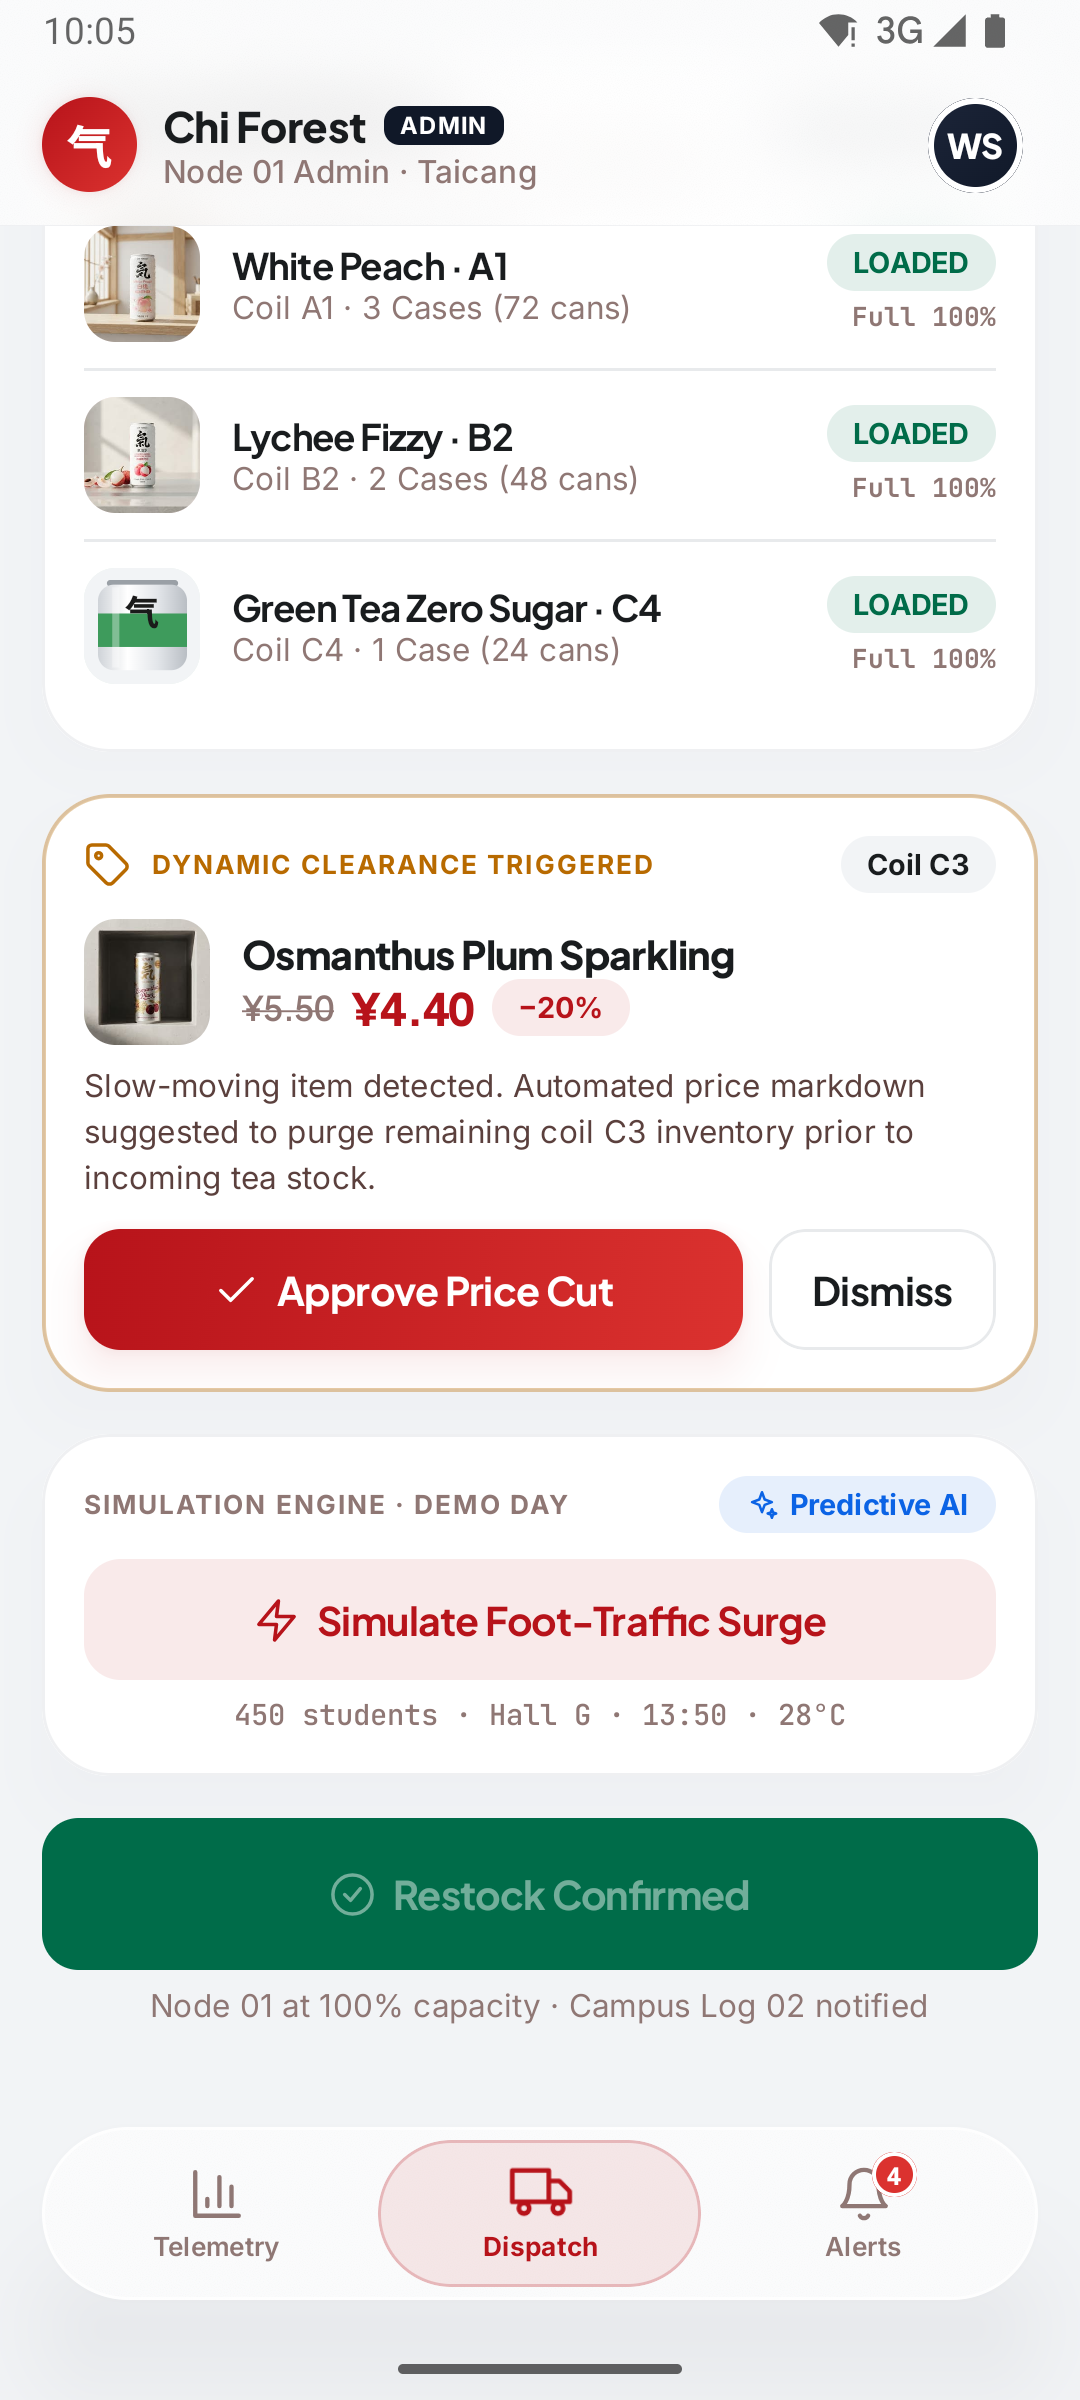 10:05
3G
气
Chi Forest
ADMIN
Node 01 Admin · Taicang
WS
氣
White Peach · A1
Coil A1 · 3 Cases (72 cans)
LOADED
Full 100%
氣
Lychee Fizzy · B2
Coil B2 · 2 Cases (48 cans)
LOADED
Full 100%
气
Green Tea Zero Sugar · C4
Coil C4 · 1 Case (24 cans)
LOADED
Full 100%
DYNAMIC CLEARANCE TRIGGERED
Coil C3
氣
Osmanthus Plum Sparkling
¥5.50 ¥4.40 −20%
Slow-moving item detected. Automated price markdown
suggested to purge remaining coil C3 inventory prior to
incoming tea stock.
Approve Price Cut
Dismiss
SIMULATION ENGINE · DEMO DAY
Predictive AI
Simulate Foot-Traffic Surge
450 students · Hall G · 13:50 · 28°C
Restock Confirmed
Node 01 at 100% capacity · Campus Log 02 notified
Telemetry
Dispatch
4
Alerts